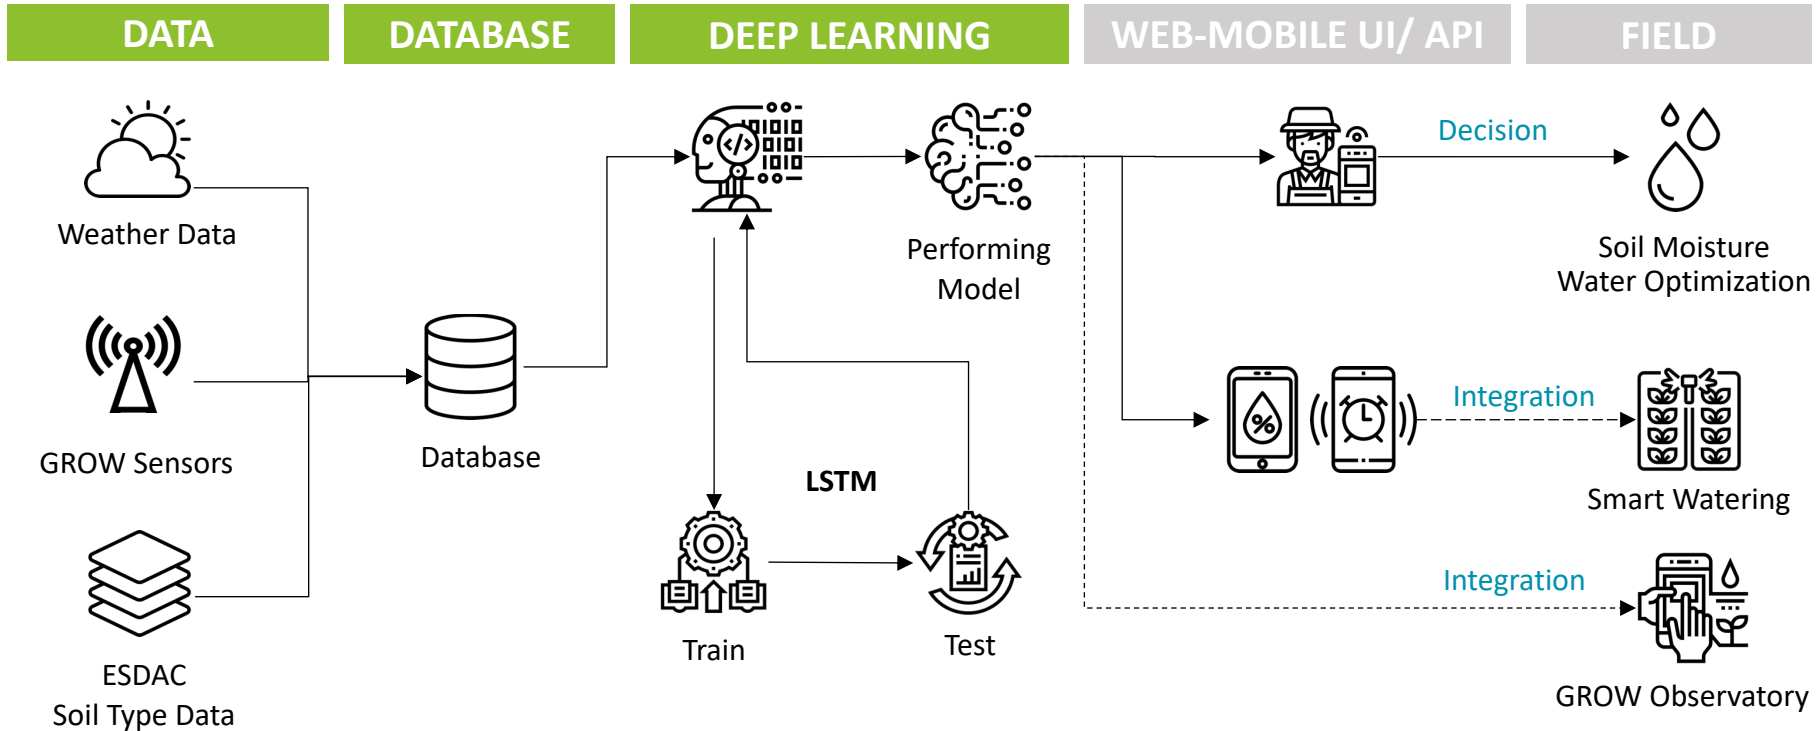 DATA
DATABASE
DEEP LEARNING
WEB-MOBILE UI/ API
FIELD
Weather Data
GROW Sensors
ESDAC
Soil Type Data
Database
Performing
Model
LSTM
Train
Test
Decision
Soil Moisture
Water Optimization
%
Integration
Smart Watering
Integration
GROW Observatory